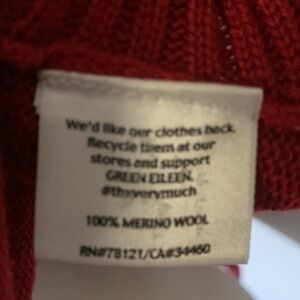 We'd like our clothes back.
Recycle them at our
stores and support
GREEN EILEEN.
#thxverymuch
100% MERINO WOOL
RN#78121/CA#34460